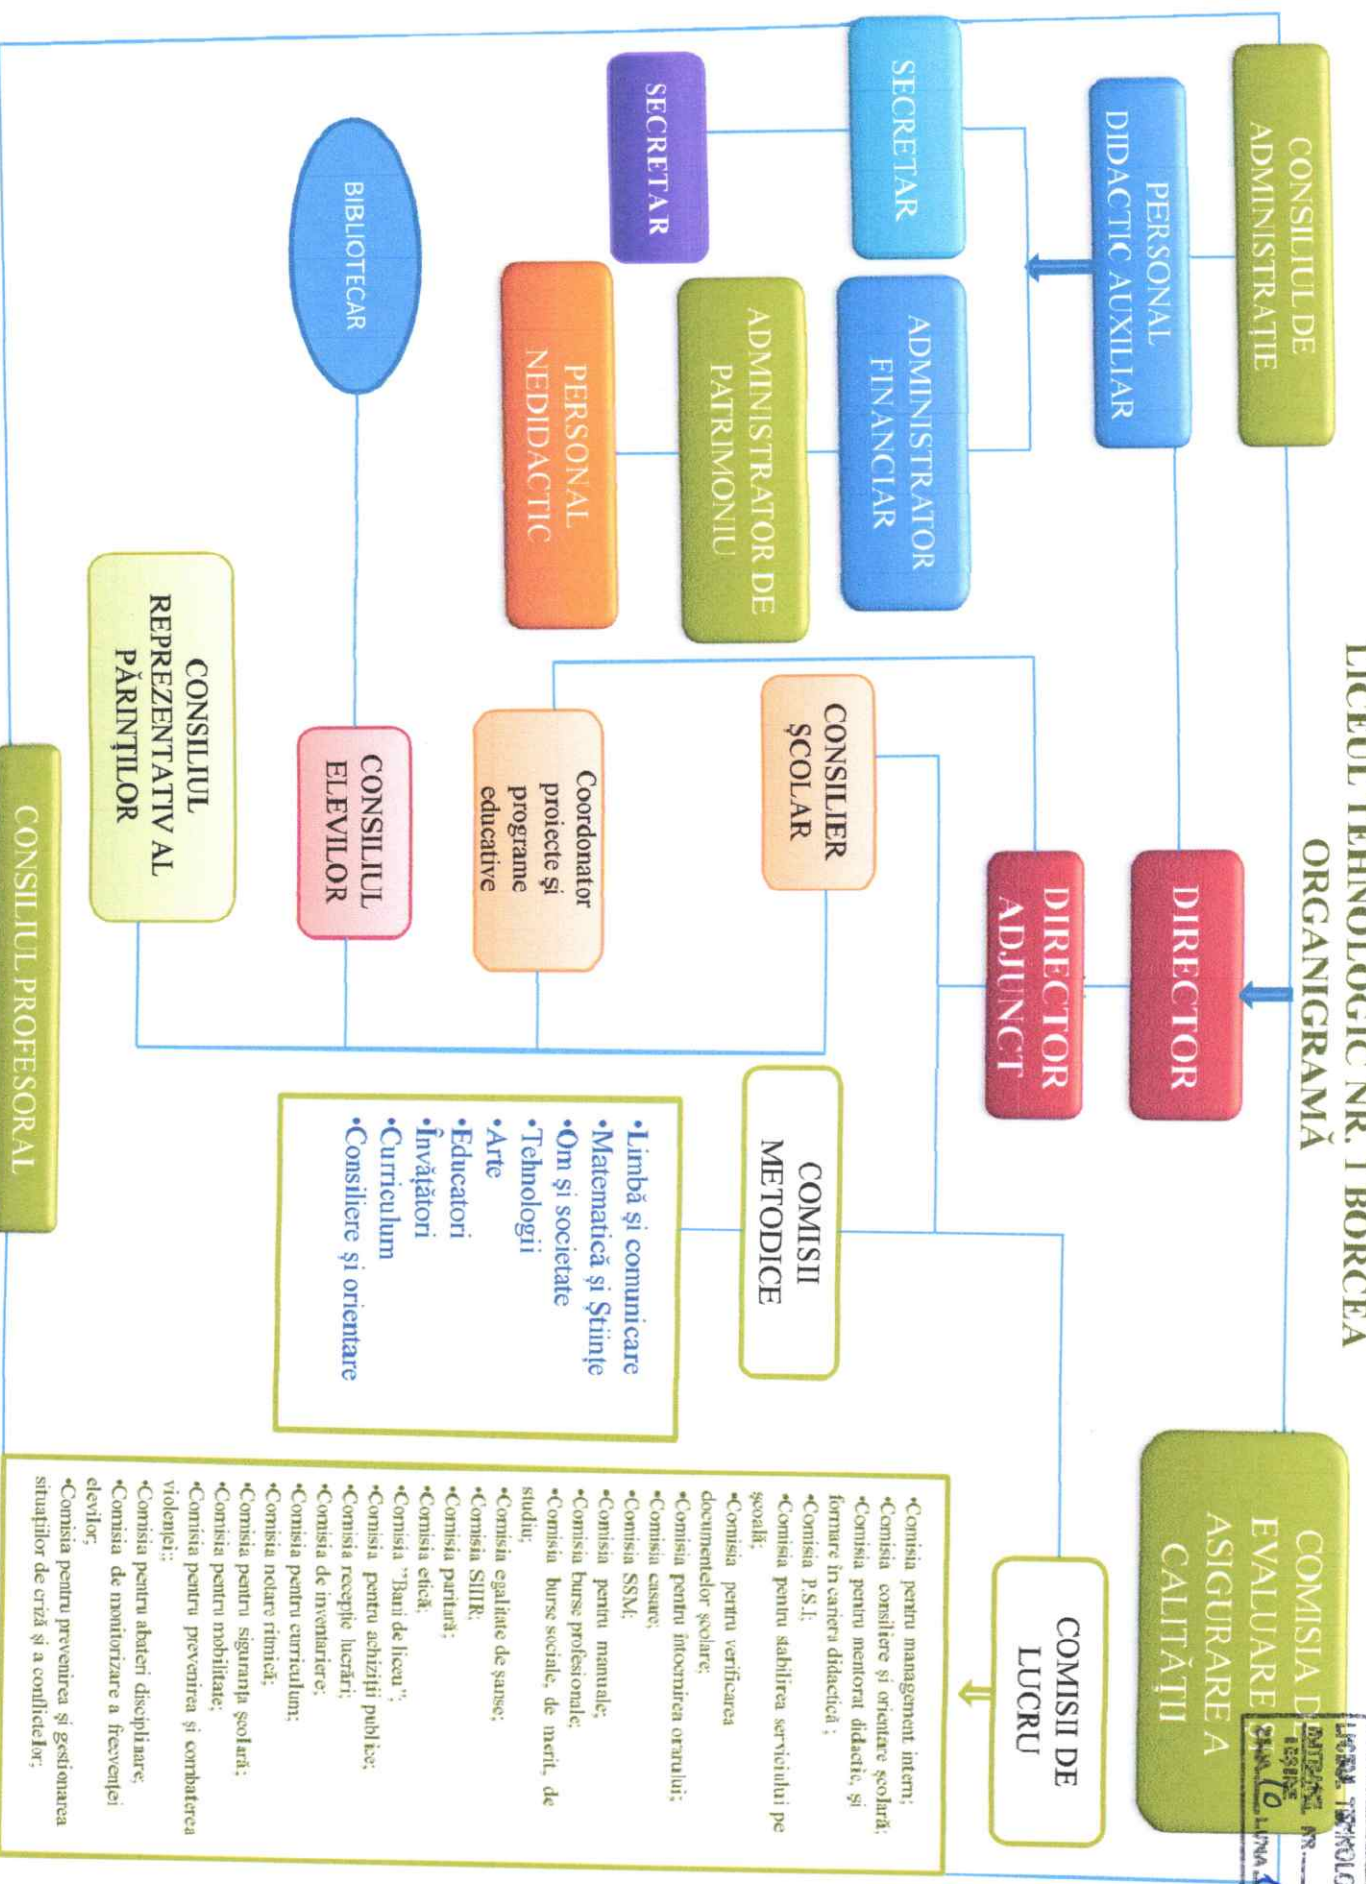 LICEUL TEHNOLOGIC NR. 1 BORCEA
ORGANIGRAMĂ
CONSILIUL DE
ADMINISTRAȚIE
COMISIA DE
EVALUARE
ASIGURARE A
CALITĂȚII
LICEUL
INTRARE NR.
IEȘIRE
ZIUA 10 LUNA
PERSONAL
DIDACTIC AUXILIAR
DIRECTOR
DIRECTOR
ADJUNCT
SECRETAR
ADMINISTRATOR
FINANCIAR
SECRETAR
ADMINISTRATOR DE
PATRIMONIU
PERSONAL
NEDIDACTIC
BIBLIOTECAR
CONSILIER
ȘCOLAR
Coordonator
proiecte și
programe
educative
CONSILIUL
ELEVILOR
CONSILIUL
REPREZENTATIV AL
PĂRINȚILOR
COMISII
METODICE
•Limbă și comunicare
•Matematică și Științe
•Om și societate
•Tehnologii
•Arte
•Educatori
•Învățători
•Curriculum
•Consiliere și orientare
COMISII DE
LUCRU
•Comisia pentru management intern;
•Comisia consiliere și orientare școlară;
•Comisia pentru mentorat didactic, și
formare în cariera didactică ;
•Comisia P.S.I;
•Comisia pentru stabilirea serviciului pe
școală;
•Comisia pentru verificarea
documentelor școlare;
•Comisia pentru întocmirea orarului;
•Comisia casare;
•Comisia SSM;
•Comisia pentru manuale;
•Comisia burse profesionale;
•Comisia burse sociale, de merit, de
studiu;
•Comisia egalitate de șanse;
•Comisia SIIIR;
•Comisia paritară;
•Comisia etică;
•Comisia ”Bani de liceu”;
•Comisia pentru achiziții publice;
•Comisia recepție lucrări;
•Comisia de inventariere;
•Comisia pentru curriculum;
•Comisia notare ritmică;
•Comisia pentru siguranța școlară;
•Comisia pentru mobilitate;
•Comisia pentru prevenirea și combaterea
violenței;;
•Comisia pentru abateri disciplinare;
•Comisia de monitorizare a frecvenței
elevilor;
•Comisia pentru prevenirea și gestionarea
situațiilor de criză și a conflictelor;
CONSILIUL PROFESORAL